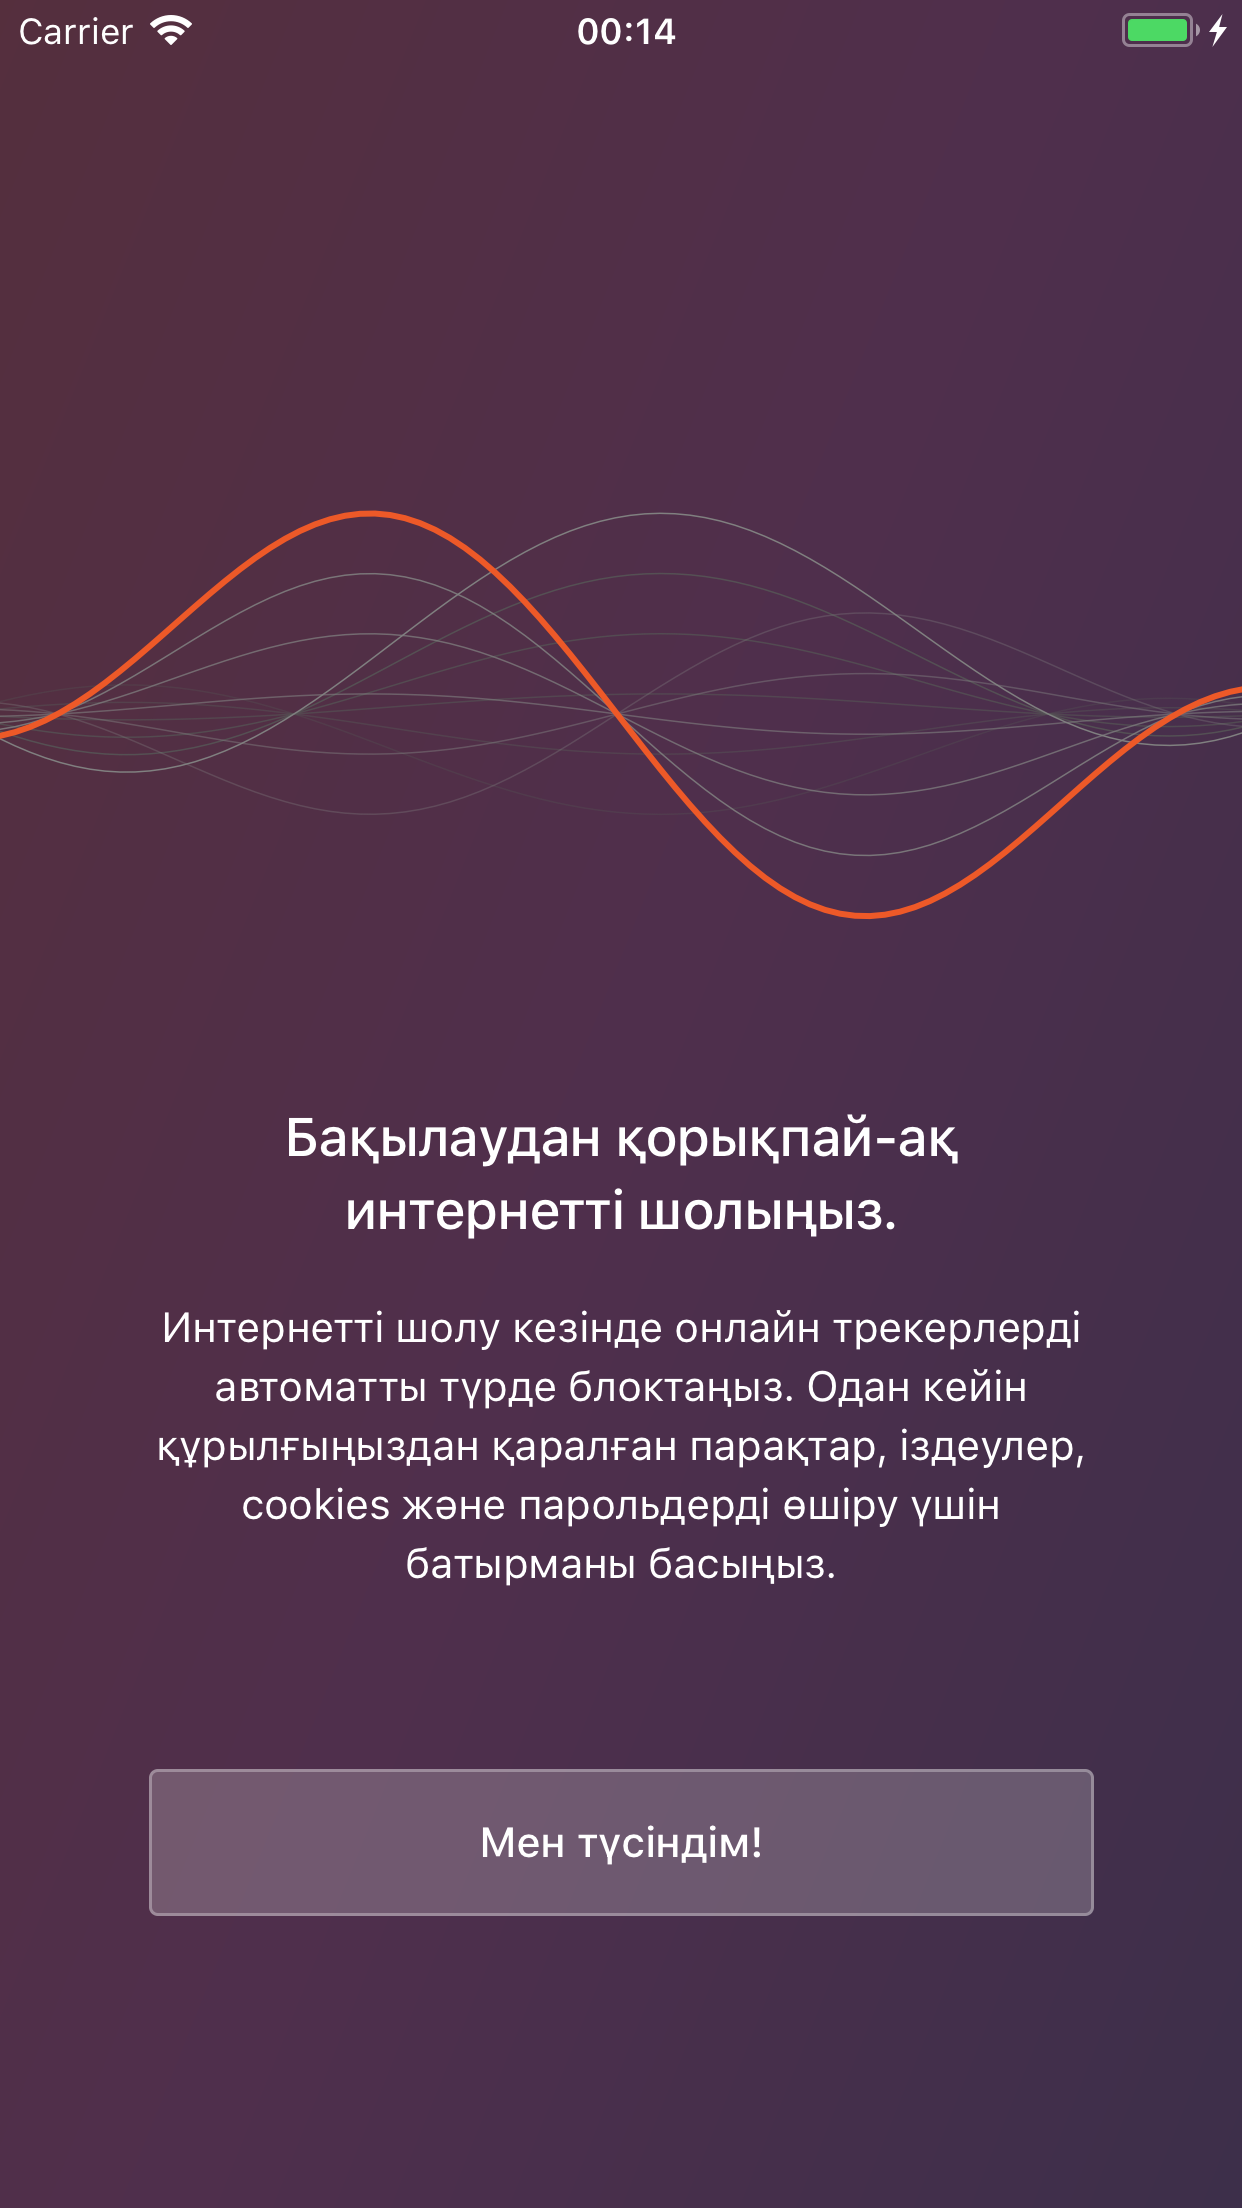 Carrier 00:14
Бақылаудан қорықпай-ақ
интернетті шолыңыз.
Интернетті шолу кезінде онлайн трекерлерді
автоматты түрде блоктаңыз. Одан кейін
құрылғыңыздан қаралған парақтар, іздеулер,
cookies және парольдерді өшіру үшін
батырманы басыңыз.
Мен түсіндім!